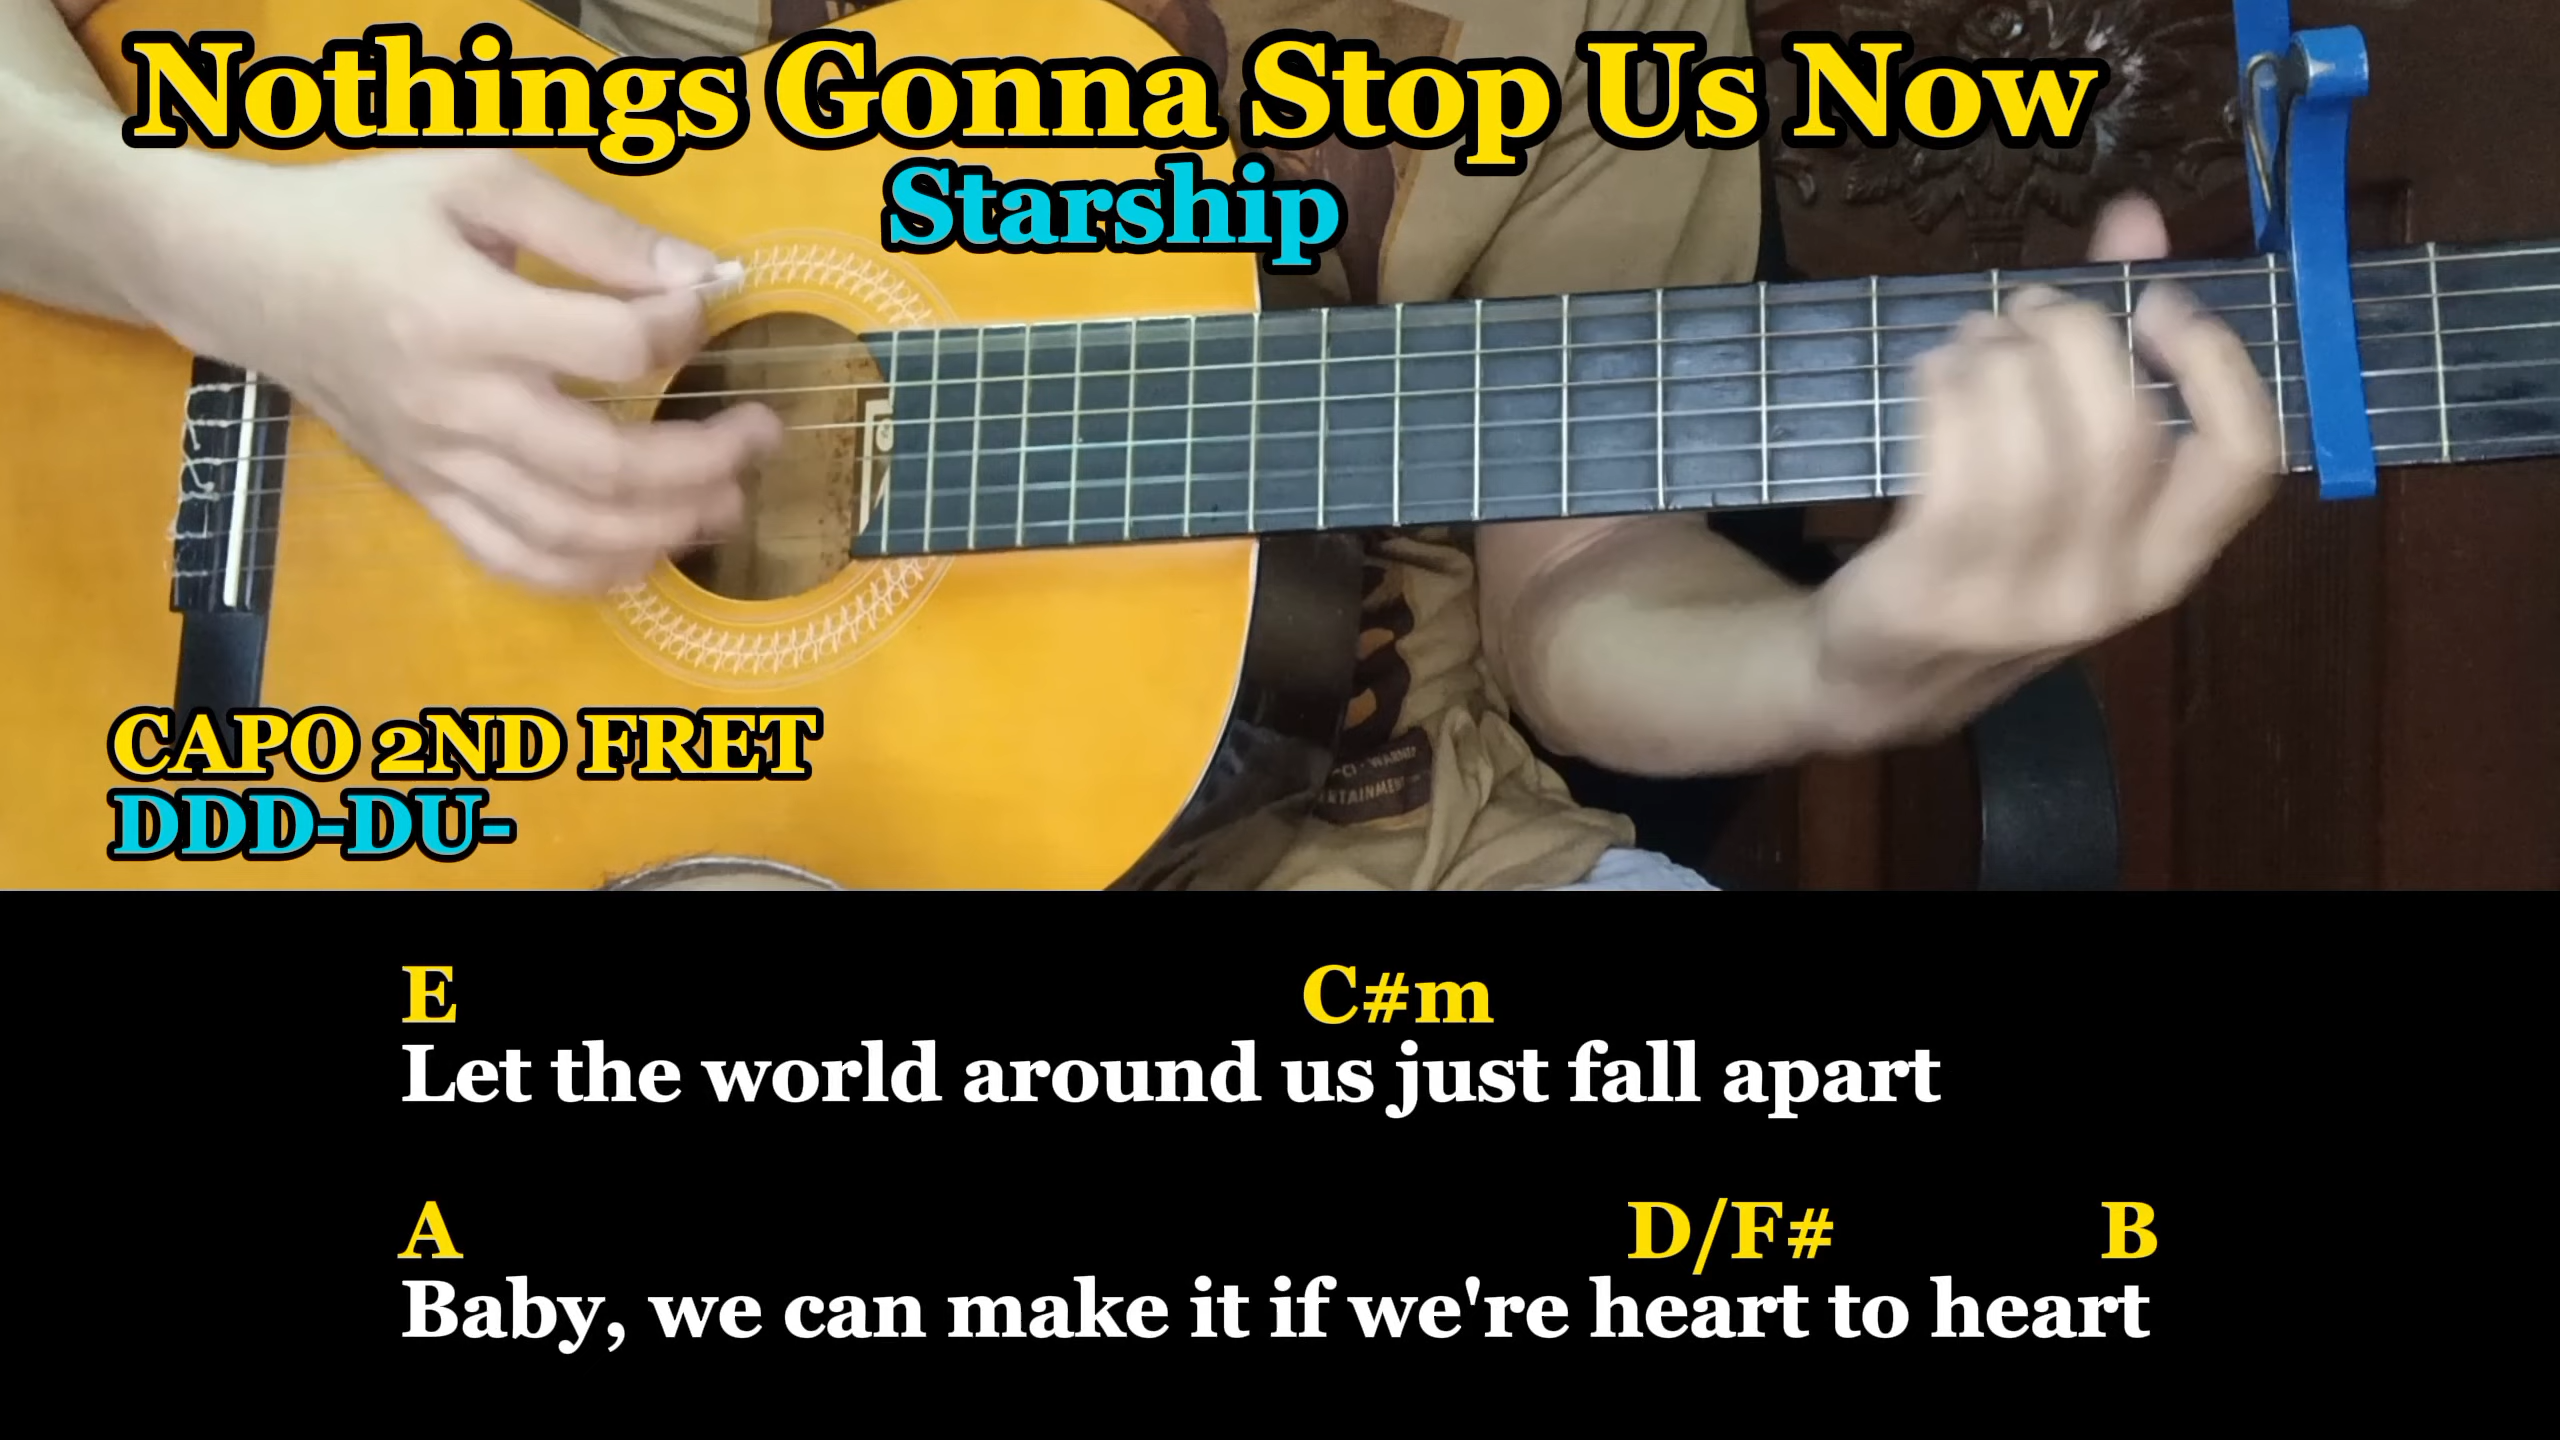 Nothings Gonna Stop Us Now
Starship
CAPO 2ND FRET
DDD-DU-
E C#m
Let the world around us just fall apart
A D/F# B
Baby, we can make it if we're heart to heart